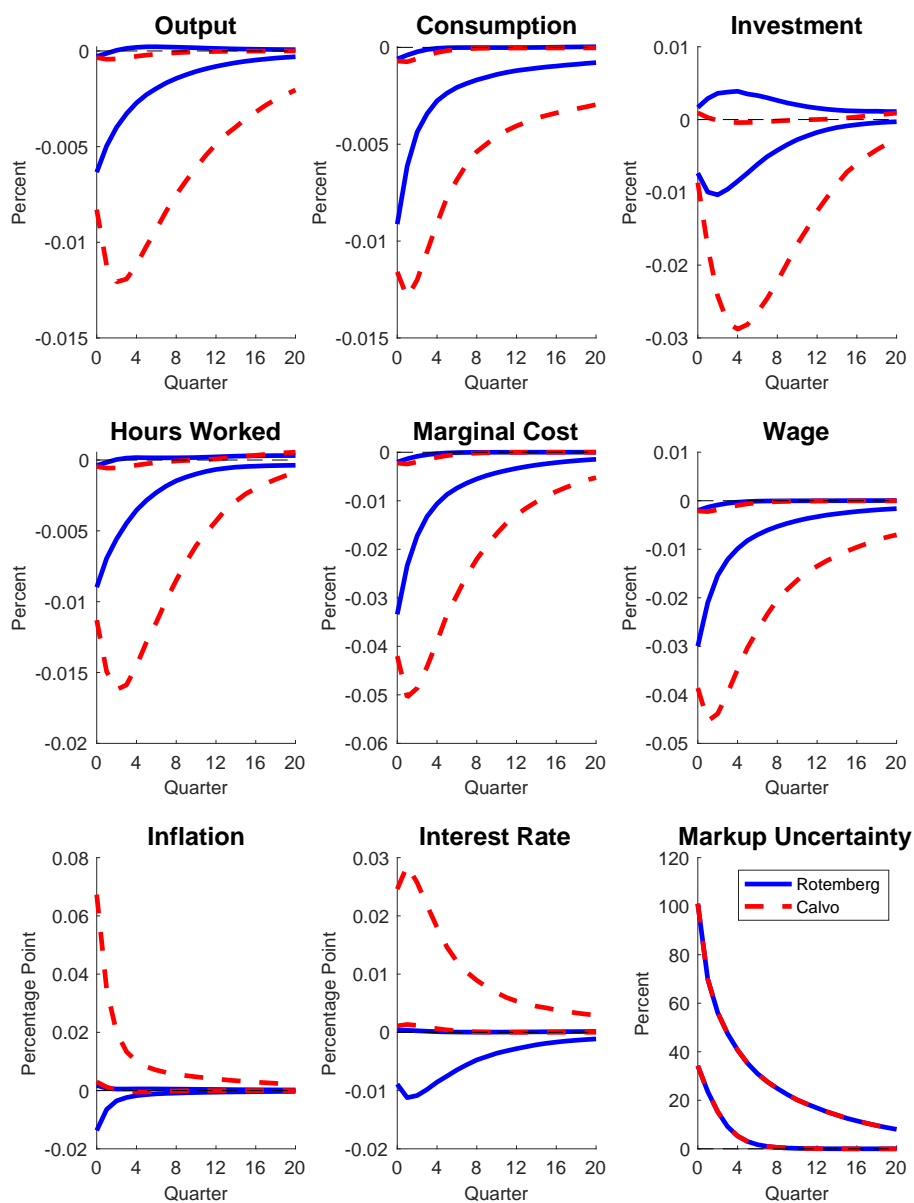 Output
Percent
0
-0.005
-0.01
-0.015
0 4 8 12 16 20
Quarter
Consumption
Percent
0
-0.005
-0.01
-0.015
0 4 8 12 16 20
Quarter
Investment
Percent
0.01
0
-0.01
-0.02
-0.03
0 4 8 12 16 20
Quarter
Hours Worked
Percent
0
-0.005
-0.01
-0.015
-0.02
0 4 8 12 16 20
Quarter
Marginal Cost
Percent
0
-0.01
-0.02
-0.03
-0.04
-0.05
-0.06
0 4 8 12 16 20
Quarter
Wage
Percent
0.01
0
-0.01
-0.02
-0.03
-0.04
-0.05
0 4 8 12 16 20
Quarter
Inflation
Percentage Point
0.08
0.06
0.04
0.02
0
-0.02
0 4 8 12 16 20
Quarter
Interest Rate
Percentage Point
0.03
0.02
0.01
0
-0.01
-0.02
0 4 8 12 16 20
Quarter
Markup Uncertainty
Percent
120
100
80
60
40
20
0
Rotemberg
Calvo
0 4 8 12 16 20
Quarter